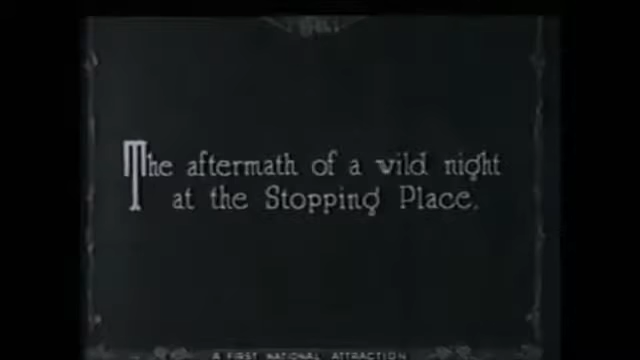 The aftermath of a wild night
at the Stopping Place.
A FIRST NATIONAL ATTRACTION